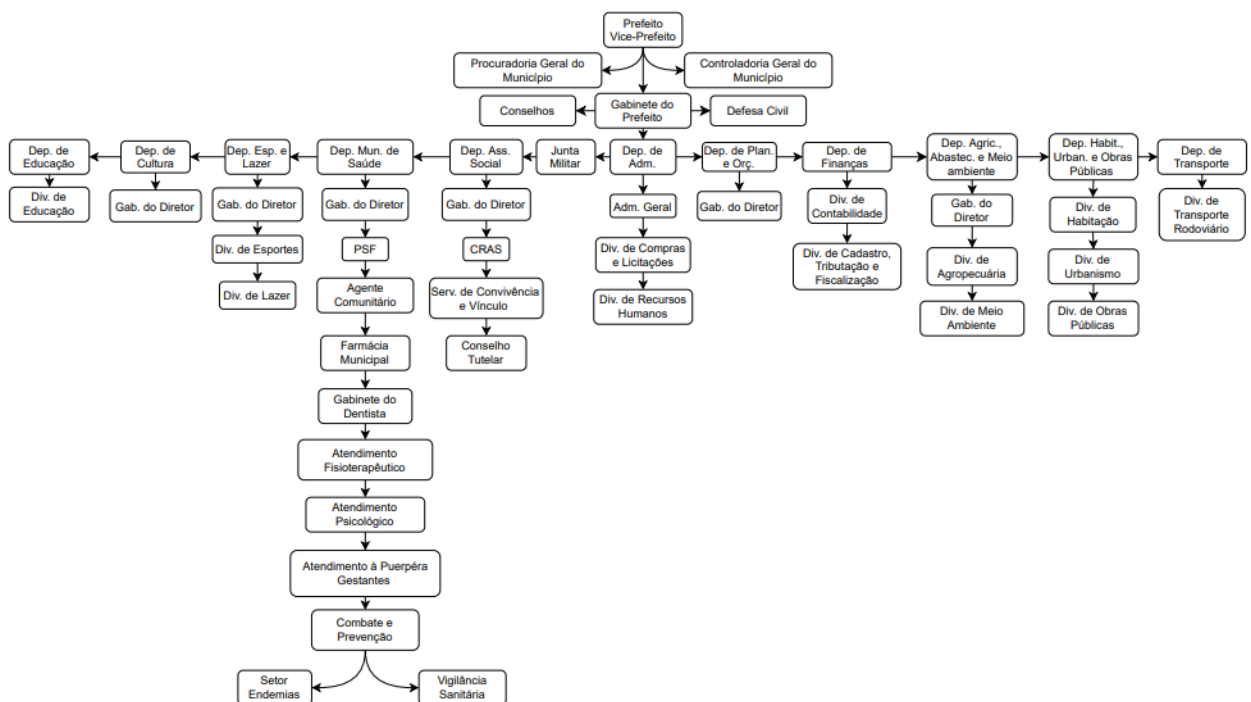 Prefeito
Vice-Prefeito
Procuradoria Geral do
Município
Controladoria Geral do
Município
Conselhos
Gabinete do
Prefeito
Defesa Civil
Dep. de
Educação
Dep. de
Cultura
Dep. Esp. e
Lazer
Dep. Mun. de
Saúde
Dep. Ass.
Social
Junta
Militar
Dep. de
Adm.
Dep. de Plan.
e Orç.
Dep. de
Finanças
Dep. Agric.,
Abastec. e Meio
ambiente
Dep. Habit.,
Urban. e Obras
Públicas
Dep. de
Transporte
Div. de
Educação
Gab. do Diretor
Gab. do Diretor
Div. de Esportes
Div. de Lazer
Gab. do Diretor
PSF
Agente
Comunitário
Farmácia
Municipal
Gabinete do
Dentista
Atendimento
Fisioterapêutico
Atendimento
Psicológico
Atendimento à Puerpéra
Gestantes
Combate e
Prevenção
Setor
Endemias
Vigilância
Sanitária
Gab. do Diretor
CRAS
Serv. de Convivência
e Vínculo
Conselho
Tutelar
Adm. Geral
Div. de Compras
e Licitações
Div. de Recursos
Humanos
Gab. do Diretor
Div. de
Contabilidade
Div. de Cadastro,
Tributação e
Fiscalização
Gab. do
Diretor
Div. de
Agropecuária
Div. de Meio
Ambiente
Div. de
Habitação
Div. de
Urbanismo
Div. de Obras
Públicas
Div. de
Transporte
Rodoviário